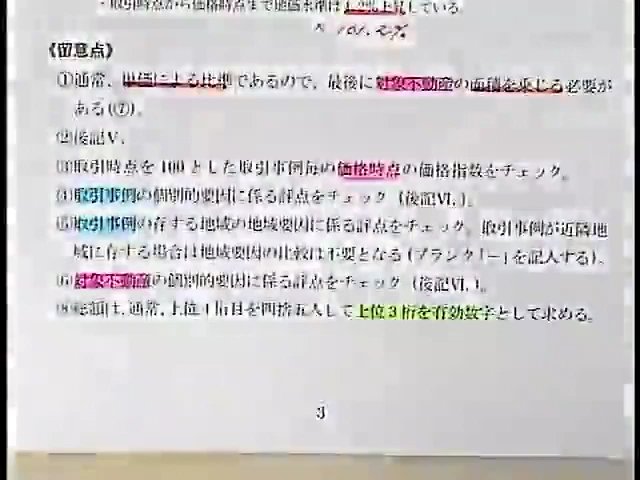 ・取引時点から価格時点まで地価水準は1.2%上昇している
《留意点》
①通常、単価による比準であるので、最後に対象不動産の面積を乗じる必要が
ある(⑦)。
②後記Ⅴ.
③取引時点を100とした取引事例毎の価格時点の価格指数をチェック。
④取引事例の個別的要因に係る評点をチェック(後記Ⅵ.)。
⑤取引事例の存する地域の地域要因に係る評点をチェック。取引事例が近隣地
域に存する場合は地域要因の比較は不要となる(ブランク「―」を記入する)。
⑥対象不動産の個別的要因に係る評点をチェック(後記Ⅵ.)。
⑧総額は、通常、上位4桁目を四捨五入して上位3桁を有効数字として求める。
3